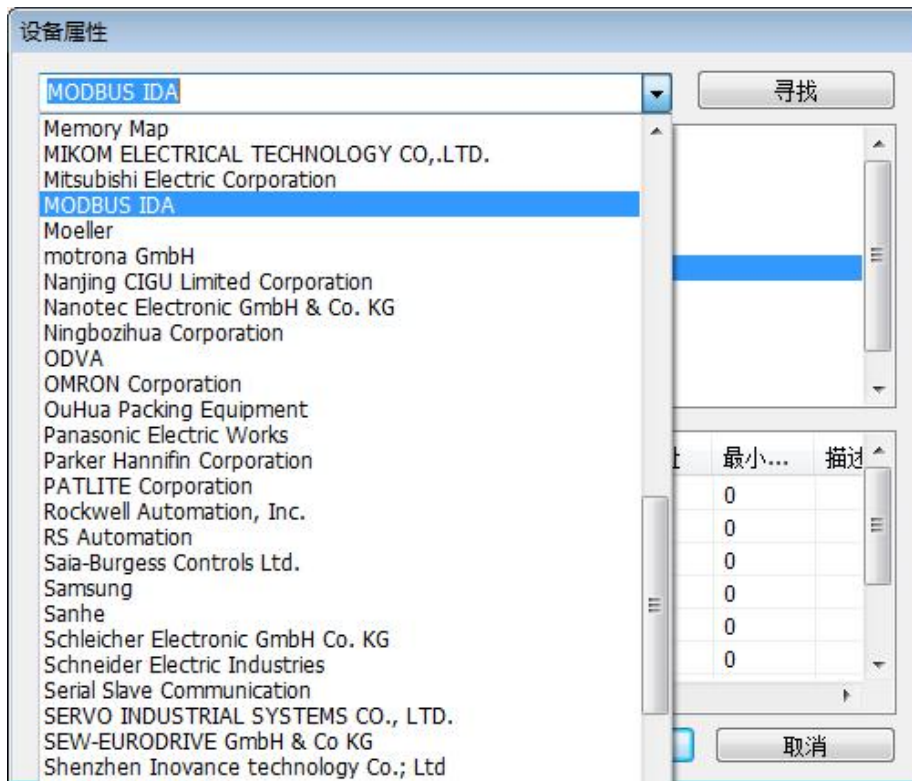 设备属性
MODBUS IDA
寻找
Memory Map
MIKOM ELECTRICAL TECHNOLOGY CO,.LTD.
Mitsubishi Electric Corporation
MODBUS IDA
Moeller
motrona GmbH
Nanjing CIGU Limited Corporation
Nanotec Electronic GmbH & Co. KG
Ningbozihua Corporation
ODVA
OMRON Corporation
OuHua Packing Equipment
Panasonic Electric Works
Parker Hannifin Corporation
PATLITE Corporation
Rockwell Automation, Inc.
RS Automation
Saia-Burgess Controls Ltd.
Samsung
Sanhe
Schleicher Electronic GmbH Co. KG
Schneider Electric Industries
Serial Slave Communication
SERVO INDUSTRIAL SYSTEMS CO., LTD.
SEW-EURODRIVE GmbH & Co KG
Shenzhen Inovance technology Co.; Ltd
最小... 描述
0
0
0
0
0
0
取消